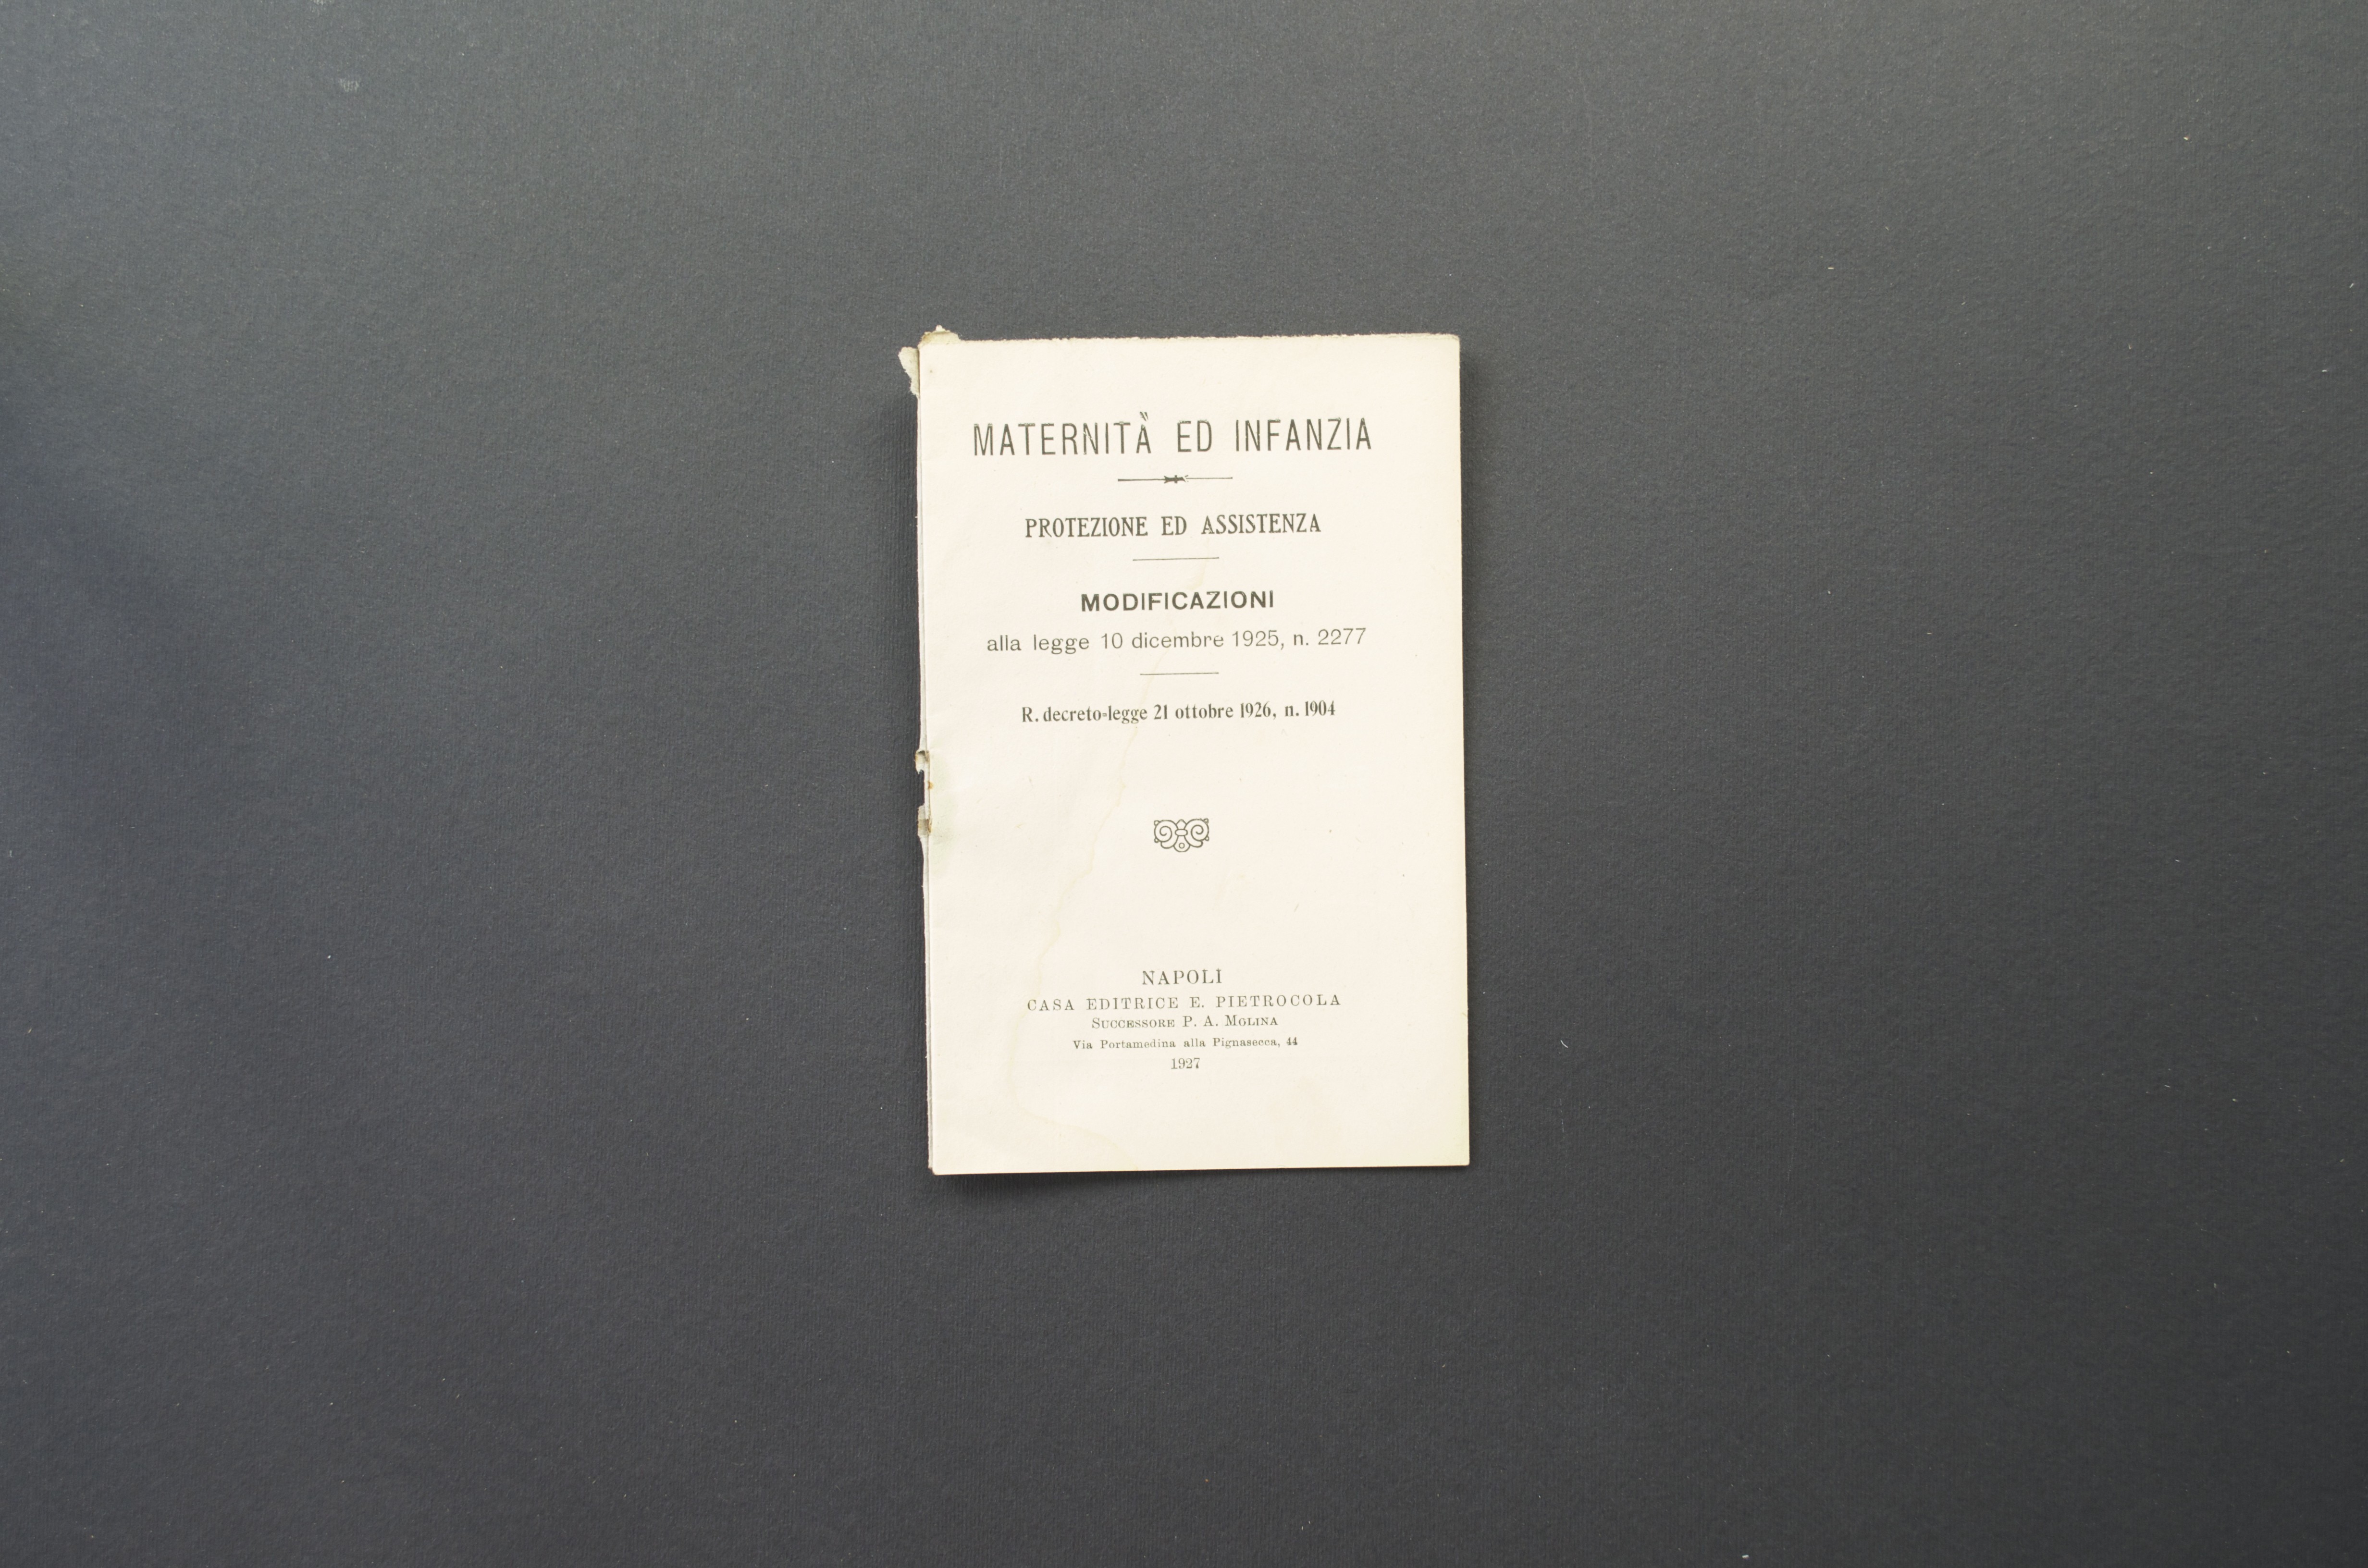 MATERNITÀ ED INFANZIA
PROTEZIONE ED ASSISTENZA
MODIFICAZIONI
alla legge 10 dicembre 1925, n. 2277
R. decreto-legge 21 ottobre 1926, n. 1904
NAPOLI
CASA EDITRICE E. PIETROCOLA
SUCCESSORE P. A. MOLINA
Via Portamedina alla Pignasecca, 44
1927